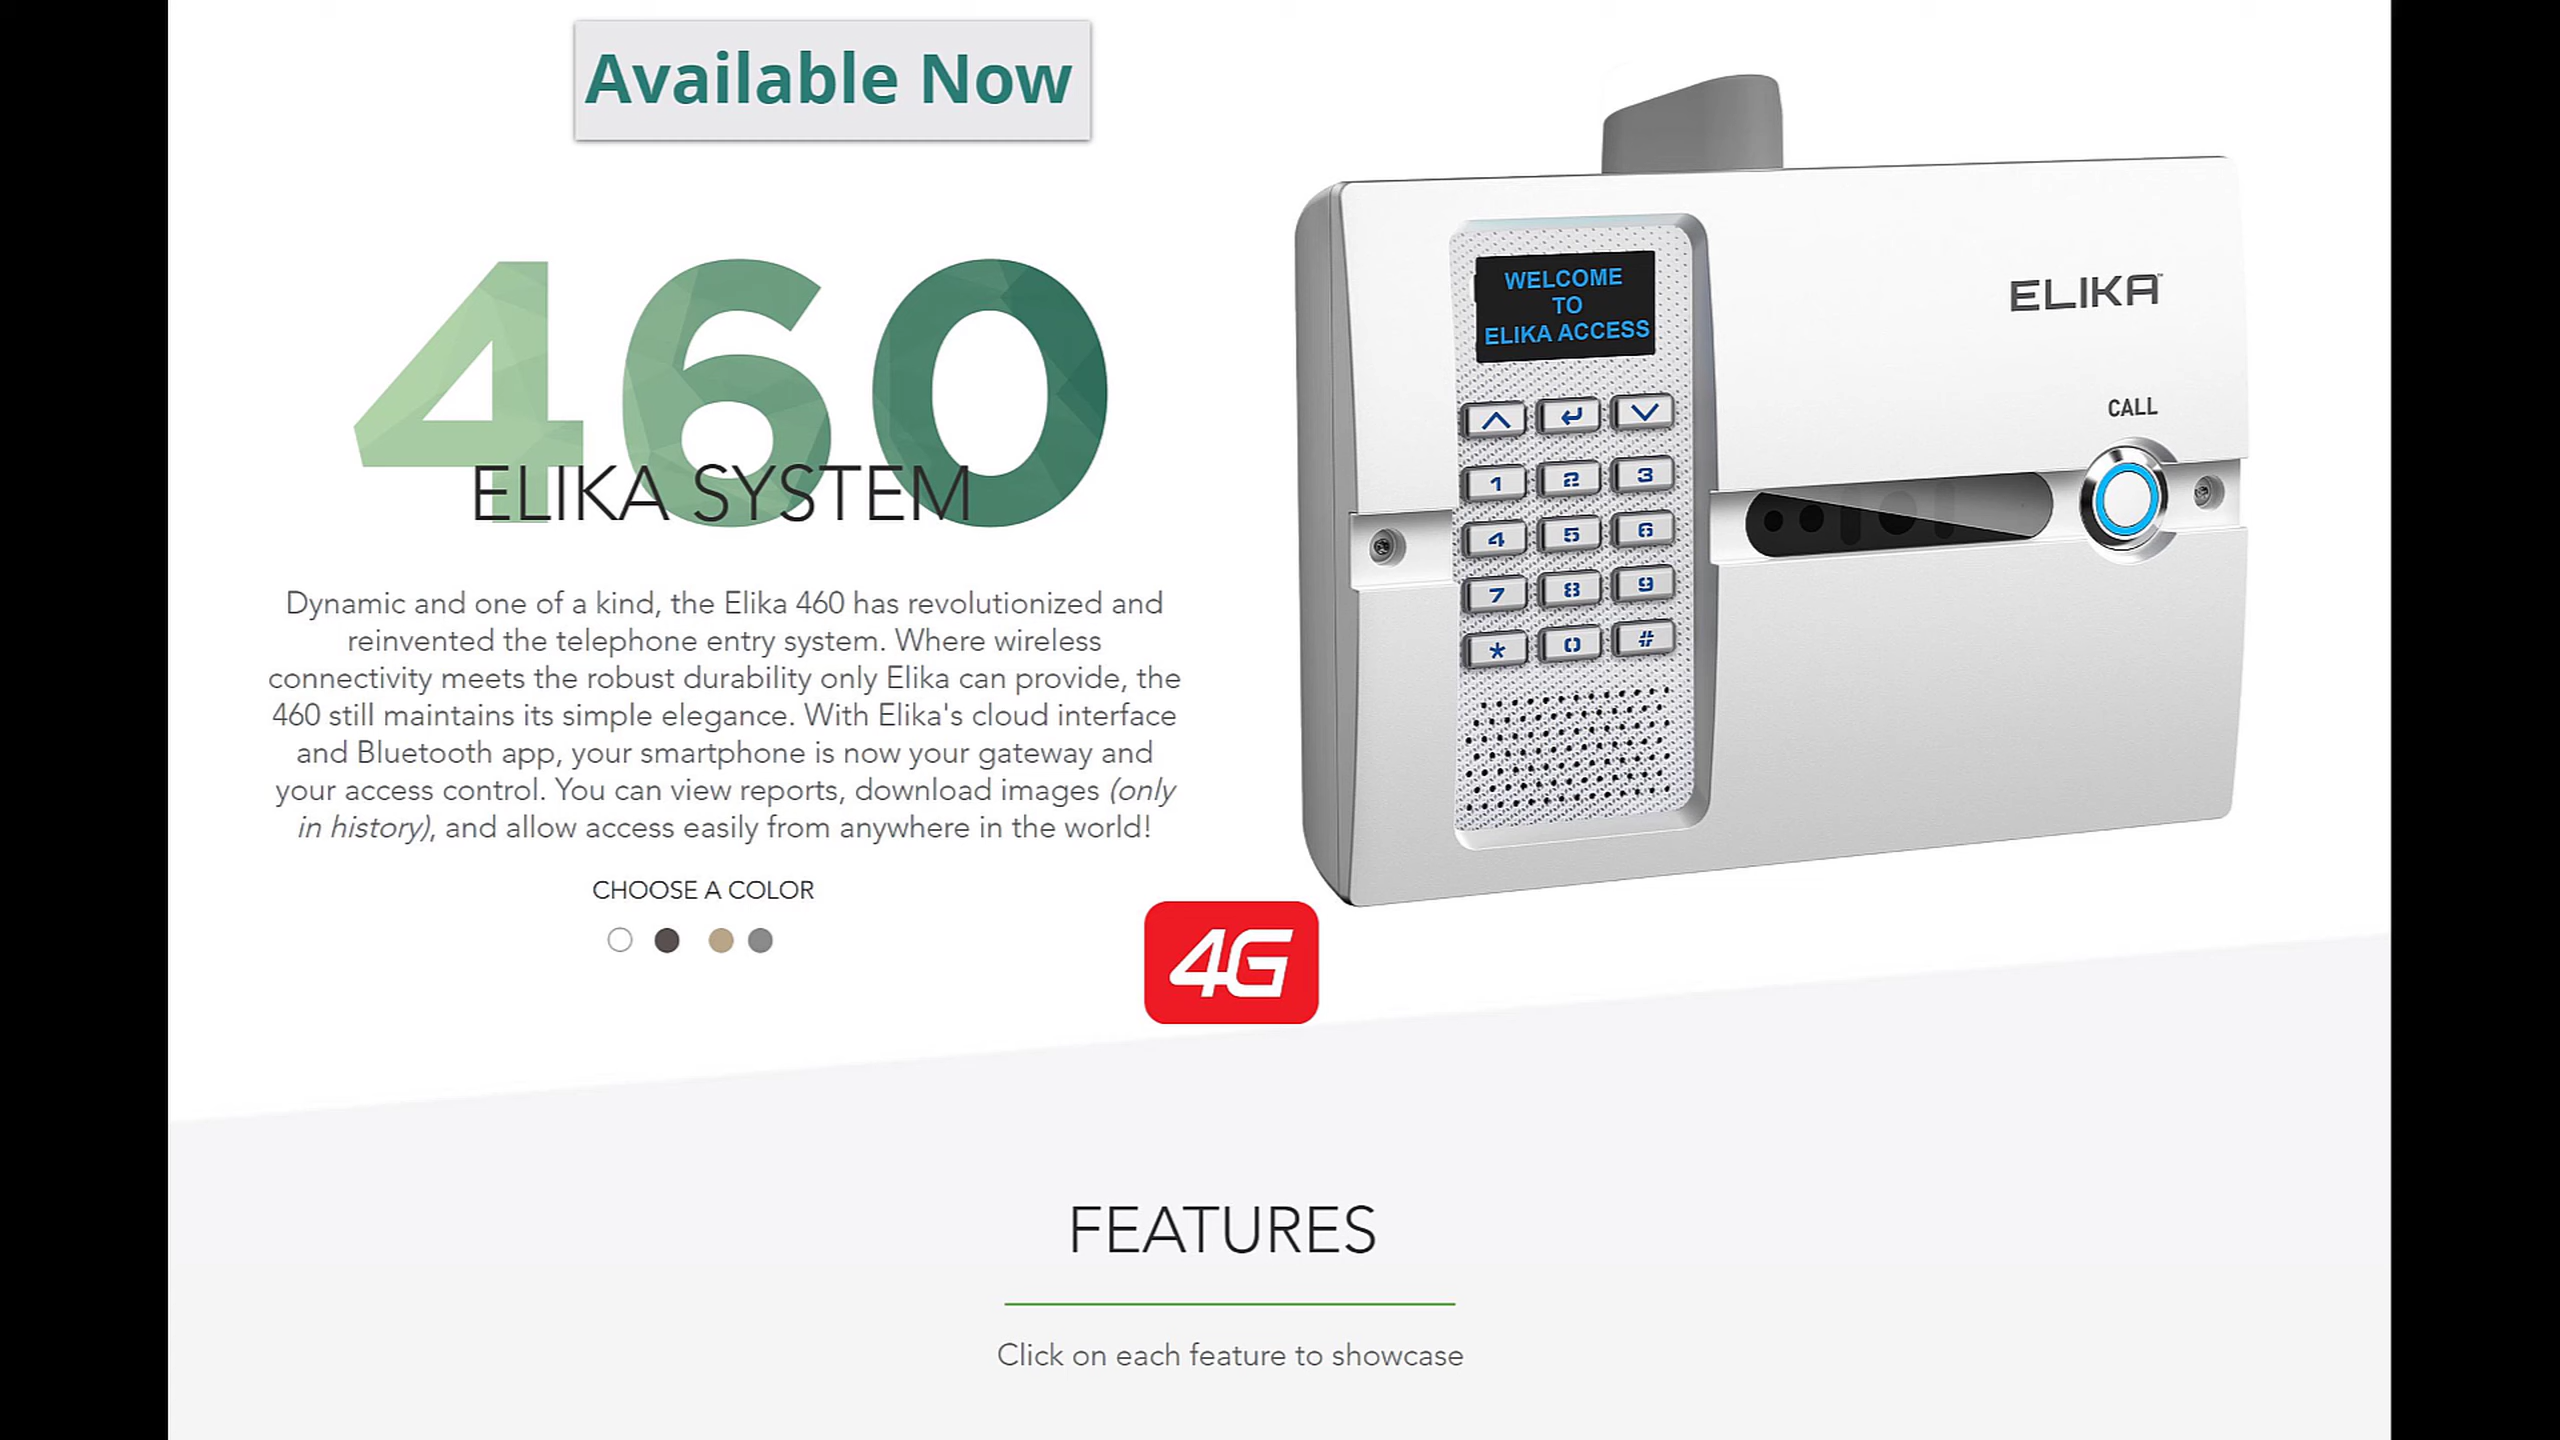 Available Now
460
ELIKA SYSTEM
Dynamic and one of a kind, the Elika 460 has revolutionized and
reinvented the telephone entry system. Where wireless
connectivity meets the robust durability only Elika can provide, the
460 still maintains its simple elegance. With Elika's cloud interface
and Bluetooth app, your smartphone is now your gateway and
your access control. You can view reports, download images (only
in history), and allow access easily from anywhere in the world!
CHOOSE A COLOR
WELCOME
TO
ELIKA ACCESS
1 2 3
4 5 6
7 8 9
* 0 #
ELIKA™
CALL
4G
FEATURES
Click on each feature to showcase